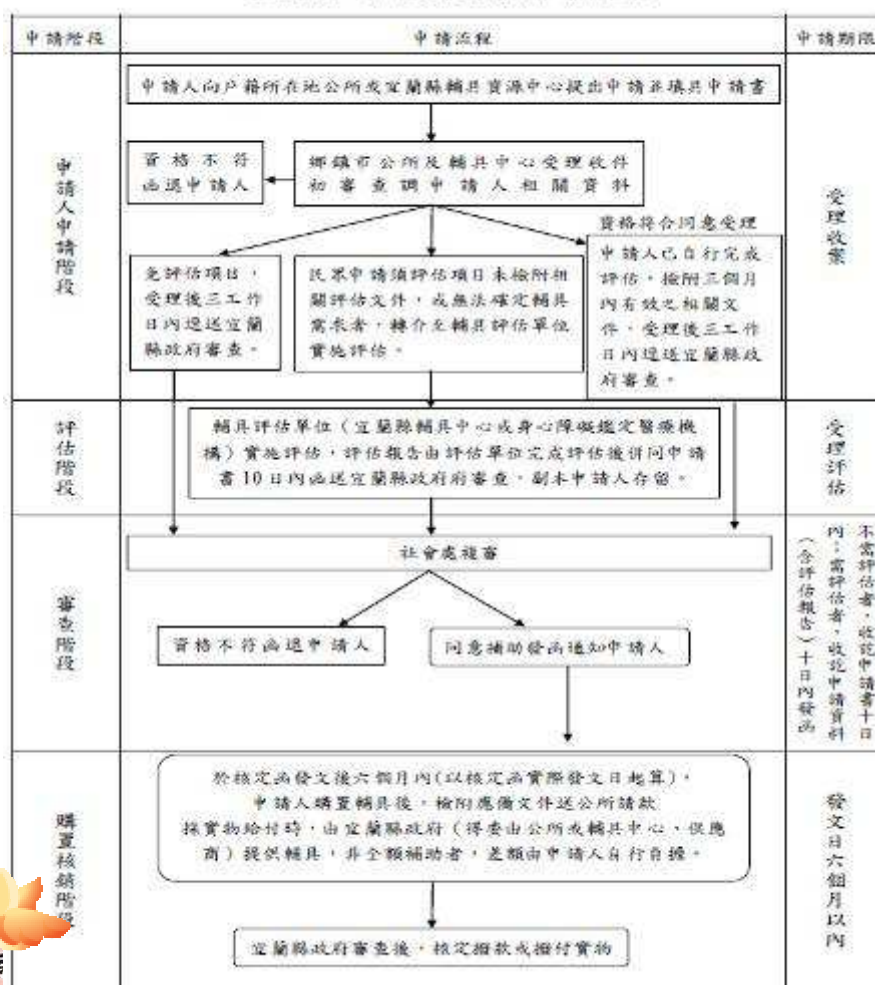 申請階段
申請流程
申請期限
申請人申請階段
申請人向戶籍所在地公所或宜蘭縣輔具資源中心提出申請並填具申請書
資格不符
函退申請人
鄉鎮市公所及輔具中心受理收件
初審查調申請人相關資料
資格符合同意受理
免評估項目，
受理後三工作
日內逕送宜蘭
縣政府審查。
民眾申請須評估項目未檢附相
關評估文件，或無法確定輔具
需求者，轉介至輔具評估單位
實施評估。
申請人已自行完成
評估，檢附三個月
內有效之相關文
件，受理後三工作
日內逕送宜蘭縣政
府審查。
受理收案
評估階段
輔具評估單位（宜蘭縣輔具中心或身心障礙鑑定醫療機
構）實施評估，評估報告由評估單位完成評估後併同申請
書10日內函送宜蘭縣政府府審查，副本申請人存留。
受理評估
審查階段
社會處複審
資格不符函退申請人
同意補助發函通知申請人
不需評估者，收訖申請書十日
內；需評估者，收訖申請資料
（含評估報告）十日內發函
購置核銷階段
於核定函發文後六個月內(以核定函實際發文日起算)，
申請人購置輔具後，檢附應備文件送公所請款
採實物給付時，由宜蘭縣政府（得委由公所或輔具中心、供應
商）提供輔具，非全額補助者，差額由申請人自行負擔。
宜蘭縣政府審查後，核定撥款或撥付實物
發文日六個月以內